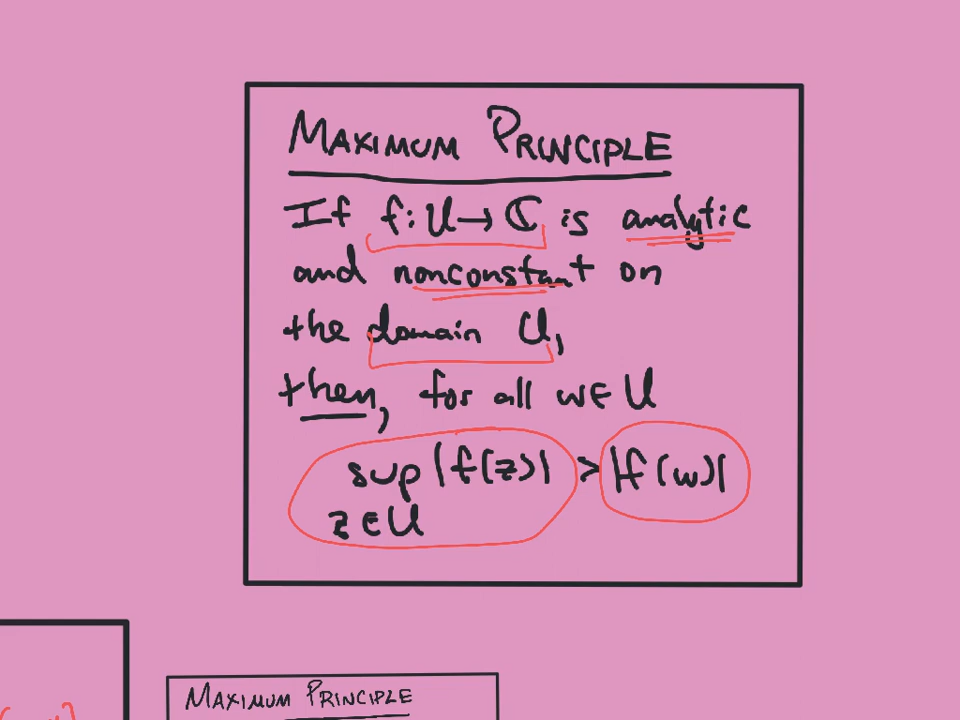 MAXIMUM PRINCIPLE
If f: U → ℂ is analytic
and nonconstant on
the domain U,
then, for all w ∈ U
sup |f(z)| > |f(w)|
z ∈ U
MAXIMUM PRINCIPLE